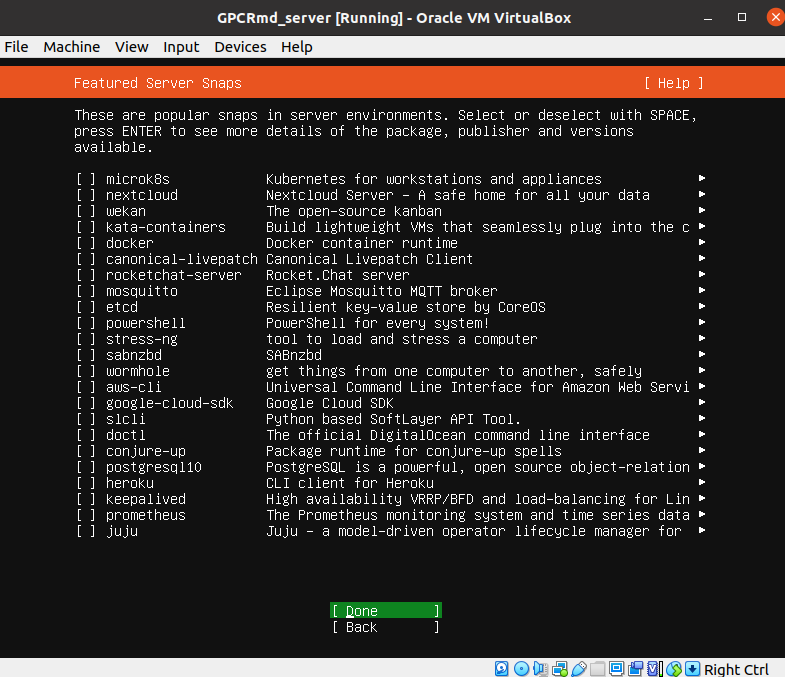 GPCRmd_server [Running] - Oracle VM VirtualBox
File Machine View Input Devices Help
Featured Server Snaps [ Help ]
These are popular snaps in server environments. Select or deselect with SPACE,
press ENTER to see more details of the package, publisher and versions
available.
[ ] microk8s Kubernetes for workstations and appliances ►
[ ] nextcloud Nextcloud Server - A safe home for all your data ►
[ ] wekan The open-source kanban ►
[ ] kata-containers Build lightweight VMs that seamlessly plug into the c ►
[ ] docker Docker container runtime ►
[ ] canonical-livepatch Canonical Livepatch Client ►
[ ] rocketchat-server Rocket.Chat server ►
[ ] mosquitto Eclipse Mosquitto MQTT broker ►
[ ] etcd Resilient key-value store by CoreOS ►
[ ] powershell PowerShell for every system! ►
[ ] stress-ng tool to load and stress a computer ►
[ ] sabnzbd SABnzbd ►
[ ] wormhole get things from one computer to another, safely ►
[ ] aws-cli Universal Command Line Interface for Amazon Web Servi ►
[ ] google-cloud-sdk Google Cloud SDK ►
[ ] slcli Python based SoftLayer API Tool. ►
[ ] doctl The official DigitalOcean command line interface ►
[ ] conjure-up Package runtime for conjure-up spells ►
[ ] postgresql10 PostgreSQL is a powerful, open source object-relation ►
[ ] heroku CLI client for Heroku ►
[ ] keepalived High availability VRRP/BFD and load-balancing for Lin ►
[ ] prometheus The Prometheus monitoring system and time series data ►
[ ] juju Juju - a model-driven operator lifecycle manager for ►
[ Done ]
[ Back ]
Right Ctrl